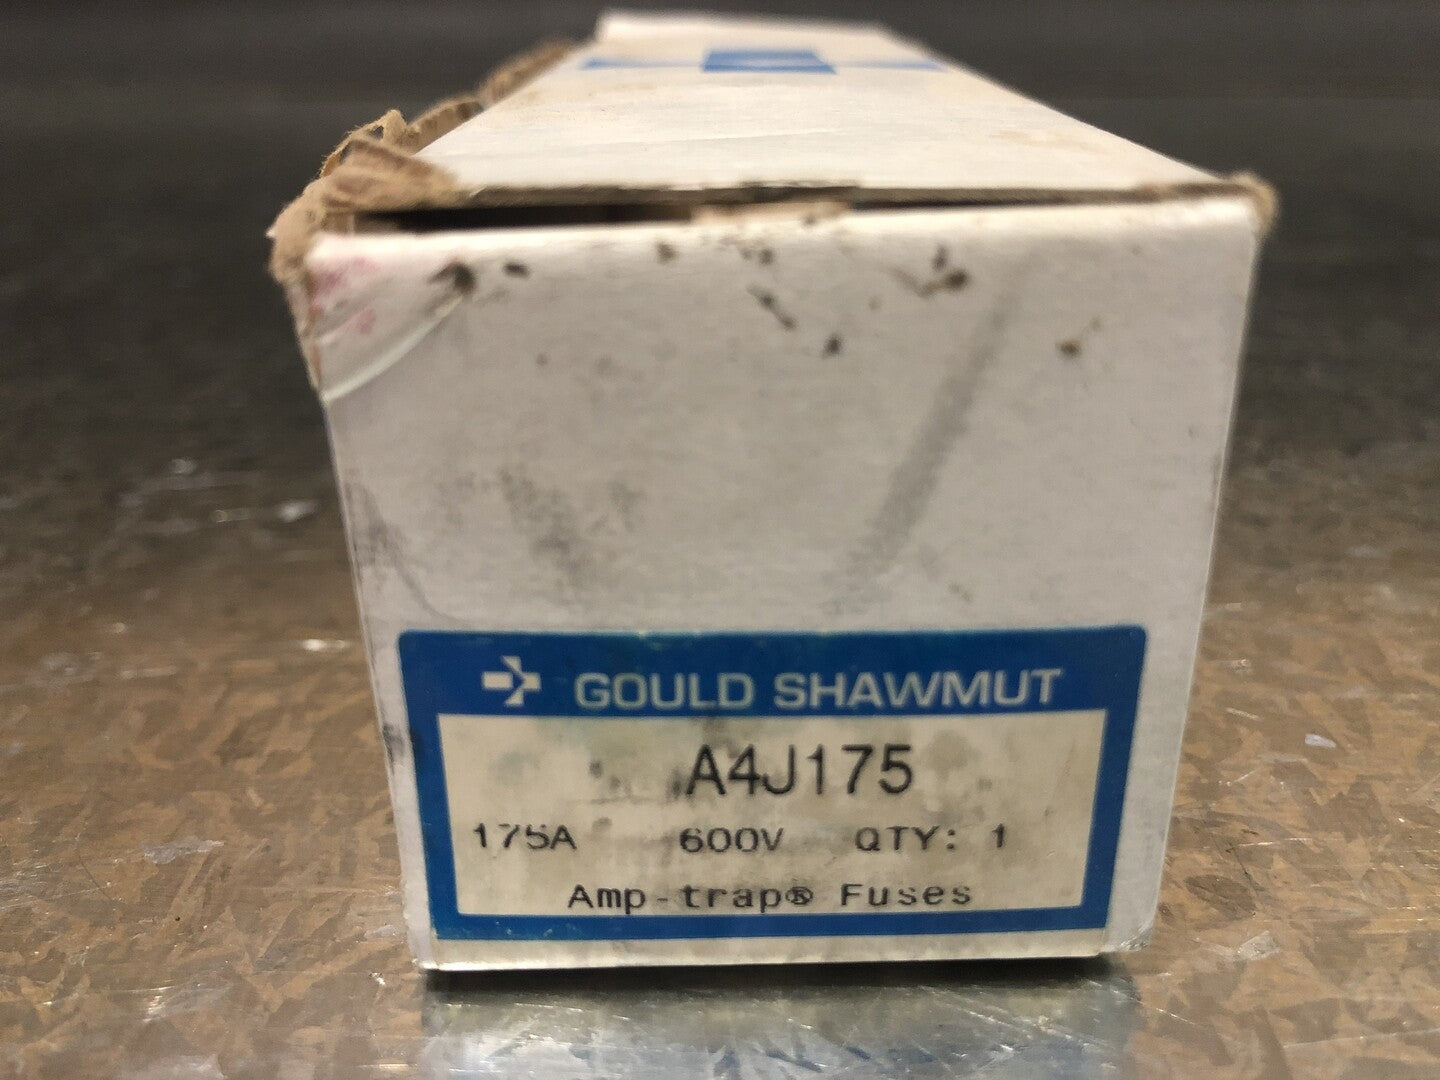 GOULD SHAWMUT
A4J175
175A 600V QTY: 1
Amp-trap® Fuses